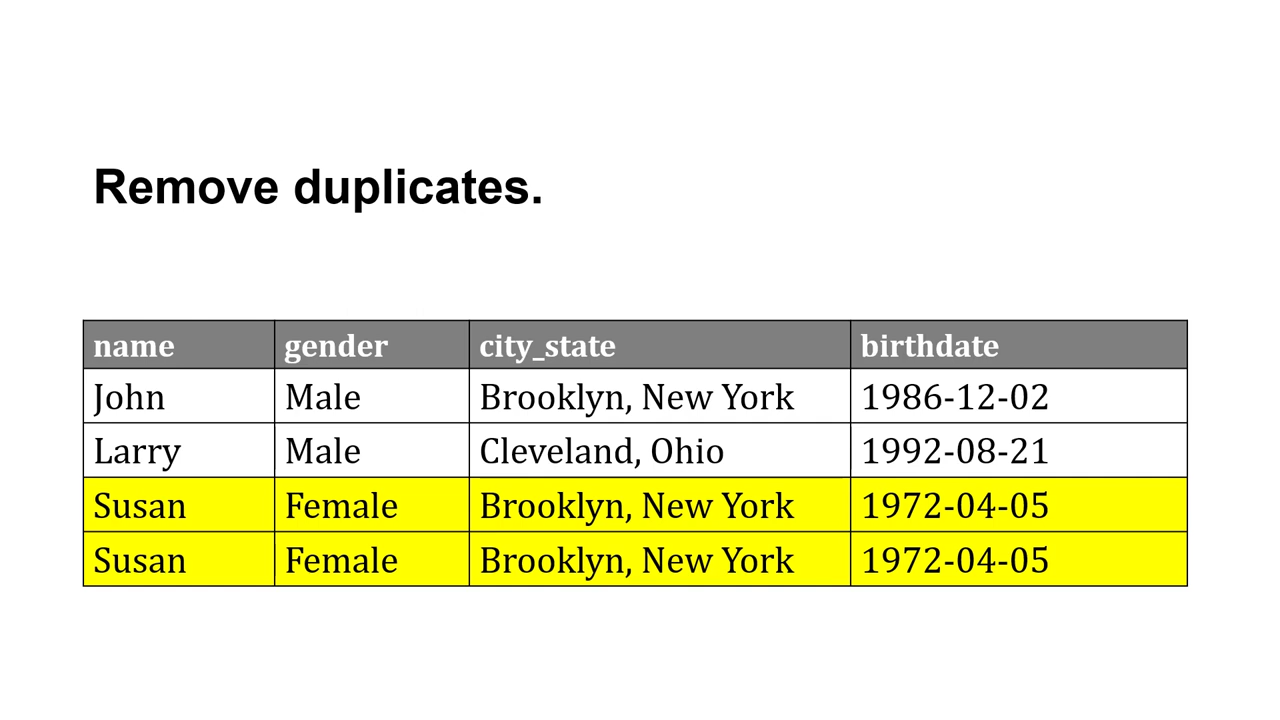 Remove duplicates.
name gender city_state birthdate
John Male Brooklyn, New York 1986-12-02
Larry Male Cleveland, Ohio 1992-08-21
Susan Female Brooklyn, New York 1972-04-05
Susan Female Brooklyn, New York 1972-04-05